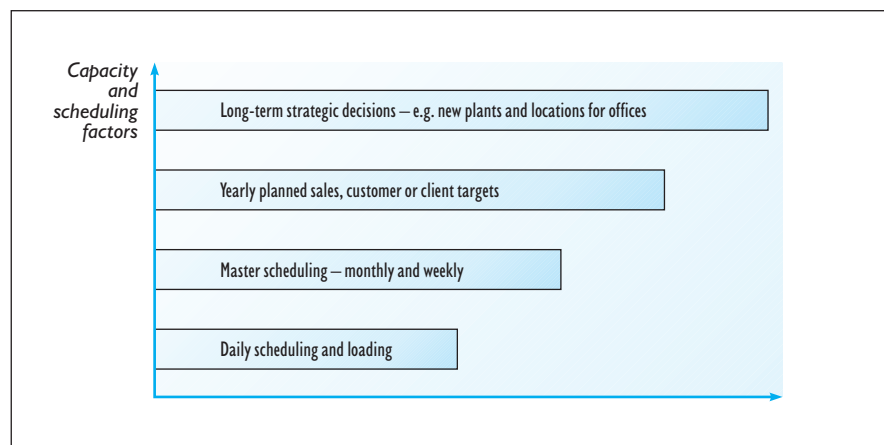 Capacity
and
scheduling
factors
Long-term strategic decisions – e.g. new plants and locations for offices
Yearly planned sales, customer or client targets
Master scheduling – monthly and weekly
Daily scheduling and loading